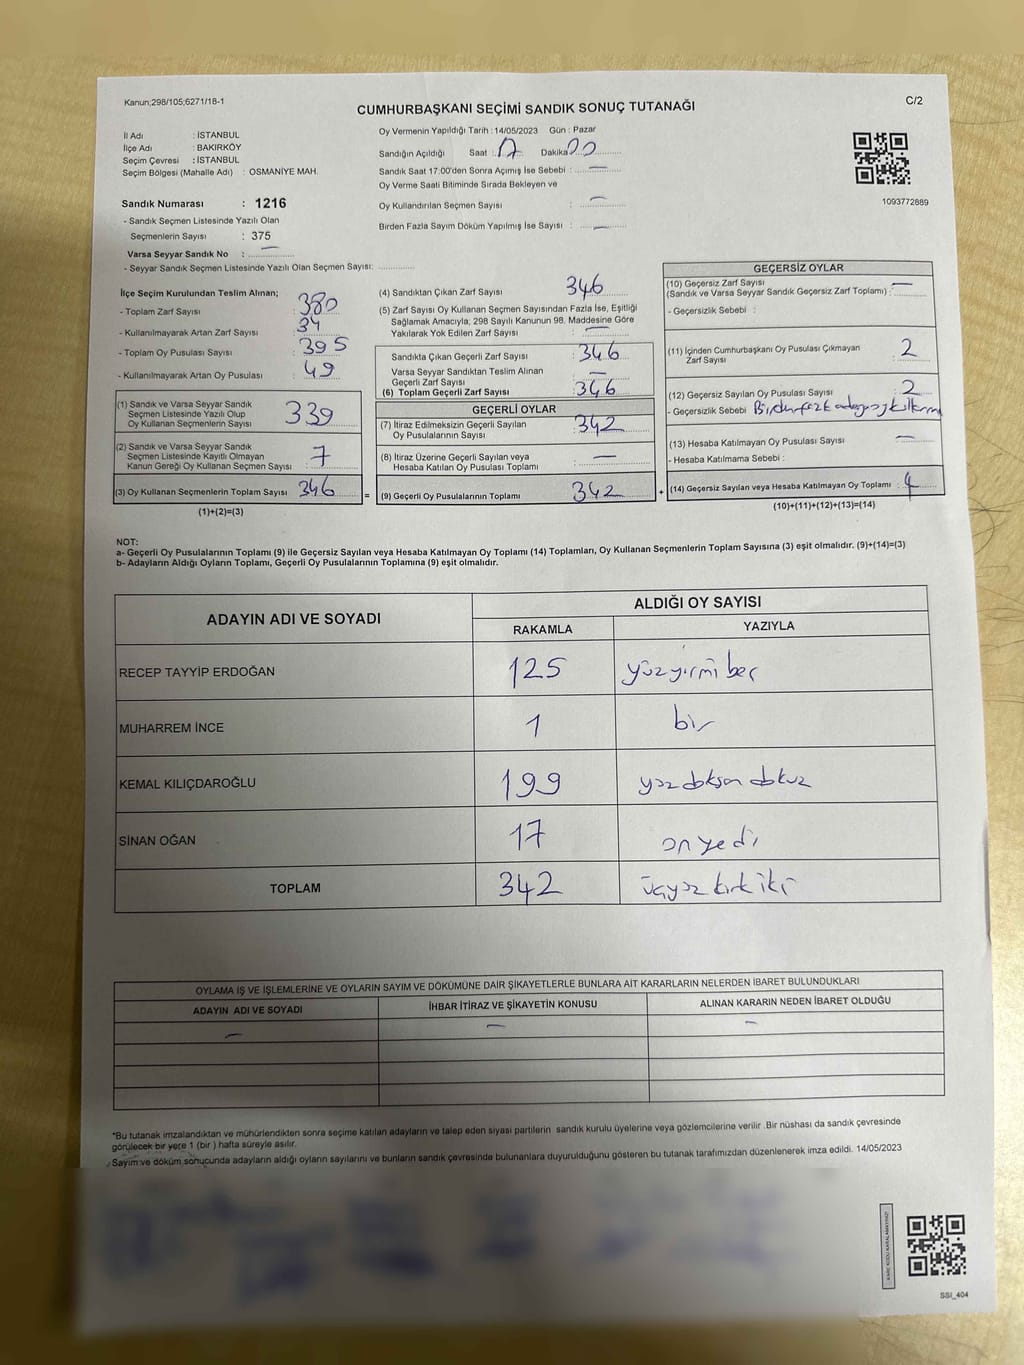 Kanun;298/105;6271/18-1
C/2
CUMHURBAŞKANI SEÇİMİ SANDIK SONUÇ TUTANAĞI
İl Adı : İSTANBUL
İlçe Adı : BAKIRKÖY
Seçim Çevresi : İSTANBUL
Seçim Bölgesi (Mahalle Adı) : OSMANİYE MAH.
Oy Vermenin Yapıldığı Tarih : 14/05/2023 Gün : Pazar
Sandığın Açıldığı Saat : 17 Dakika 00
Sandık Saat 17:00'den Sonra Açımış İse Sebebi : —
Oy Verme Saati Bitiminde Sırada Bekleyen ve
Oy Kullandırılan Seçmen Sayısı : —
Birden Fazla Sayım Döküm Yapılmış İse Sayısı : —
1093772889
Sandık Numarası : 1216
- Sandık Seçmen Listesinde Yazılı Olan
Seçmenlerin Sayısı : 375
Varsa Seyyar Sandık No : —
- Seyyar Sandık Seçmen Listesinde Yazılı Olan Seçmen Sayısı:
İlçe Seçim Kurulundan Teslim Alınan;
- Toplam Zarf Sayısı : 380
- Kullanılmayarak Artan Zarf Sayısı : 34
- Toplam Oy Pusulası Sayısı : 395
- Kullanılmayarak Artan Oy Pusulası : 49
(1) Sandık ve Varsa Seyyar Sandık
Seçmen Listesinde Yazılı Olup
Oy Kullanan Seçmenlerin Sayısı : 339
(2) Sandık ve Varsa Seyyar Sandık
Seçmen Listesinde Kayıtlı Olmayan
Kanun Gereği Oy Kullanan Seçmen Sayısı : 7
(3) Oy Kullanan Seçmenlerin Toplam Sayısı : 346
(1)+(2)=(3)
=
(4) Sandıktan Çıkan Zarf Sayısı : 346
(5) Zarf Sayısı Oy Kullanan Seçmen Sayısından Fazla İse, Eşitliği
Sağlamak Amacıyla; 298 Sayılı Kanunun 98. Maddesine Göre
Yakılarak Yok Edilen Zarf Sayısı : —
Sandıkta Çıkan Geçerli Zarf Sayısı : 346
Varsa Seyyar Sandıktan Teslim Alınan
Geçerli Zarf Sayısı : —
(6) Toplam Geçerli Zarf Sayısı : 346
GEÇERLİ OYLAR
(7) İtiraz Edilmeksizin Geçerli Sayılan
Oy Pusulalarının Sayısı : 342
(8) İtiraz Üzerine Geçerli Sayılan veya
Hesaba Katılan Oy Pusulası Toplamı : —
(9) Geçerli Oy Pusulalarının Toplamı : 342
+
GEÇERSİZ OYLAR
(10) Geçersiz Zarf Sayısı
(Sandık ve Varsa Seyyar Sandık Geçersiz Zarf Toplamı) : —
- Geçersizlik Sebebi :
(11) İçinden Cumhurbaşkanı Oy Pusulası Çıkmayan
Zarf Sayısı : 2
(12) Geçersiz Sayılan Oy Pusulası Sayısı : 2
- Geçersizlik Sebebi Birden fazla adaya
(13) Hesaba Katılmayan Oy Pusulası Sayısı : —
- Hesaba Katılmama Sebebi :
(14) Geçersiz Sayılan veya Hesaba Katılmayan Oy Toplamı : 4
(10)+(11)+(12)+(13)=(14)
NOT:
a- Geçerli Oy Pusulalarının Toplamı (9) ile Geçersiz Sayılan veya Hesaba Katılmayan Oy Toplamı (14) Toplamları, Oy Kullanan Seçmenlerin Toplam Sayısına (3) eşit olmalıdır. (9)+(14)=(3)
b- Adayların Aldığı Oyların Toplamı, Geçerli Oy Pusulalarının Toplamına (9) eşit olmalıdır.
ADAYIN ADI VE SOYADI
ALDIĞI OY SAYISI
RAKAMLA YAZIYLA
RECEP TAYYİP ERDOĞAN 125 yüzyirmi beş
MUHARREM İNCE 1 bir
KEMAL KILIÇDAROĞLU 199 yüz doksan dokuz
SİNAN OĞAN 17 on yedi
TOPLAM 342 üçyüz kırk iki
OYLAMA İŞ VE İŞLEMLERİNE VE OYLARIN SAYIM VE DÖKÜMÜNE DAİR ŞİKAYETLERLE BUNLARA AİT KARARLARIN NELERDEN İBARET BULUNDUKLARI
ADAYIN ADI VE SOYADI İHBAR İTİRAZ VE ŞİKAYETİN KONUSU ALINAN KARARIN NEDEN İBARET OLDUĞU
— — —
*Bu tutanak imzalandıktan ve mühürlendikten sonra seçime katılan adayların ve talep eden siyasi partilerin sandık kurulu üyelerine veya gözlemcilerine verilir .Bir nüshası da sandık çevresinde
görülecek bir yere 1 (bir ) hafta süreyle asılır.
Sayım ve döküm sonucunda adayların aldığı oyların sayılarını ve bunların sandık çevresinde bulunanlara duyurulduğunu gösteren bu tutanak tarafımızdan düzenlenerek imza edildi. 14/05/2023
SSI_404